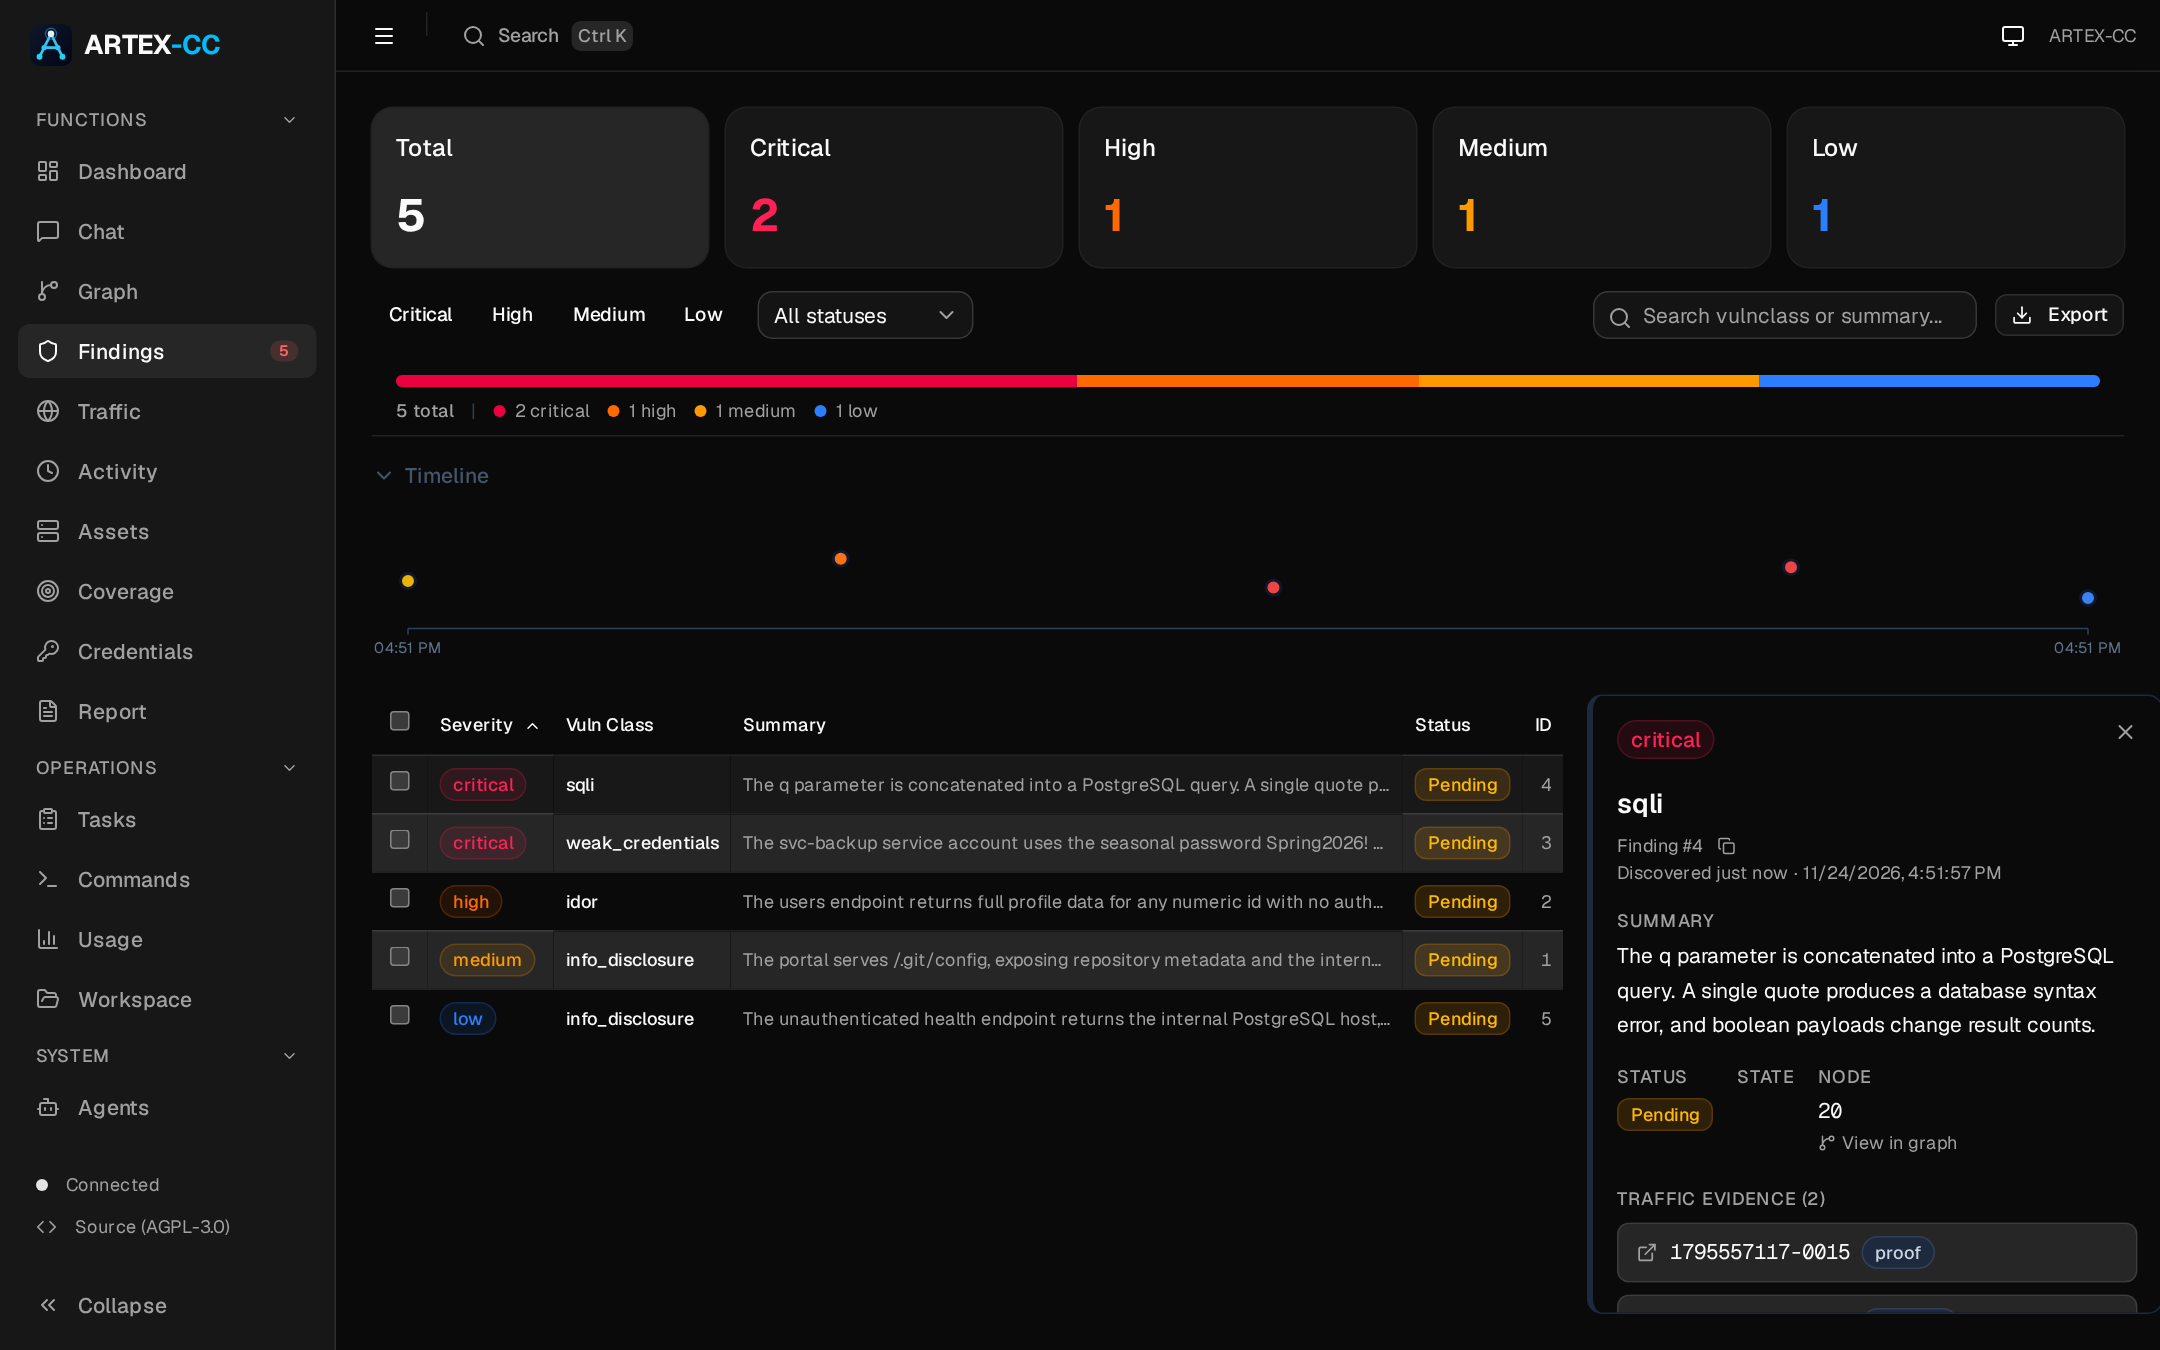 ARTEX-CC
FUNCTIONS
Dashboard
Chat
Graph
Findings 5
Traffic
Activity
Assets
Coverage
Credentials
Report
OPERATIONS
Tasks
Commands
Usage
Workspace
SYSTEM
Agents
Connected
Source (AGPL-3.0)
Collapse
Search Ctrl K
ARTEX-CC
Total
5
Critical
2
High
1
Medium
1
Low
1
Critical High Medium Low All statuses
Search vulnclass or summary...
Export
5 total | 2 critical 1 high 1 medium 1 low
Timeline
04:51 PM 04:51 PM
Severity Vuln Class Summary Status ID
critical sqli The q parameter is concatenated into a PostgreSQL query. A single quote p... Pending 4
critical weak_credentials The svc-backup service account uses the seasonal password Spring2026! ... Pending 3
high idor The users endpoint returns full profile data for any numeric id with no auth... Pending 2
medium info_disclosure The portal serves /.git/config, exposing repository metadata and the intern... Pending 1
low info_disclosure The unauthenticated health endpoint returns the internal PostgreSQL host,... Pending 5
critical
sqli
Finding #4
Discovered just now · 11/24/2026, 4:51:57 PM
SUMMARY
The q parameter is concatenated into a PostgreSQL
query. A single quote produces a database syntax
error, and boolean payloads change result counts.
STATUS STATE NODE
Pending 20
View in graph
TRAFFIC EVIDENCE (2)
1795557117-0015 proof